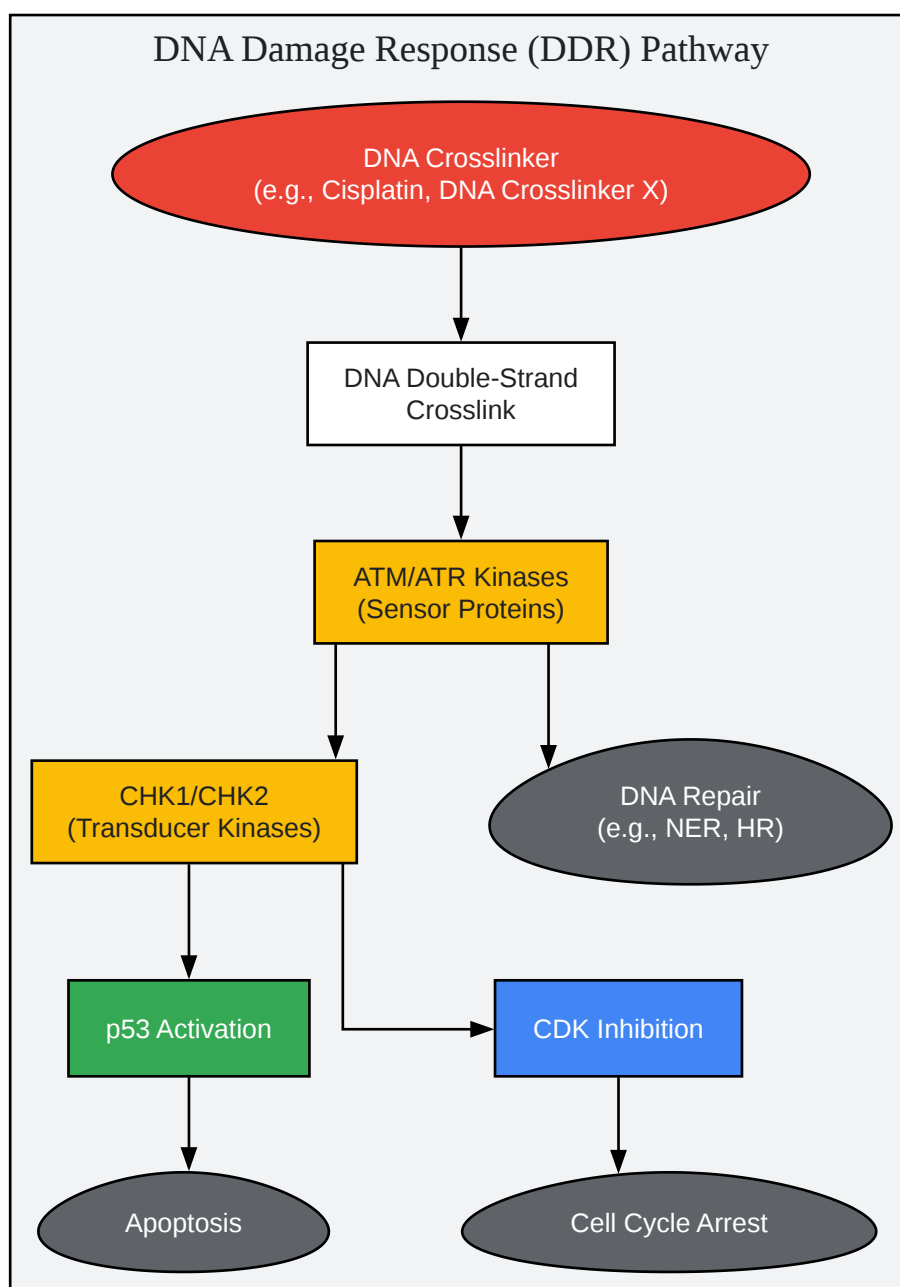 DNA Damage Response (DDR) Pathway
DNA Crosslinker
(e.g., Cisplatin, DNA Crosslinker X)
DNA Double-Strand
Crosslink
ATM/ATR Kinases
(Sensor Proteins)
CHK1/CHK2
(Transducer Kinases)
DNA Repair
(e.g., NER, HR)
p53 Activation
CDK Inhibition
Apoptosis
Cell Cycle Arrest